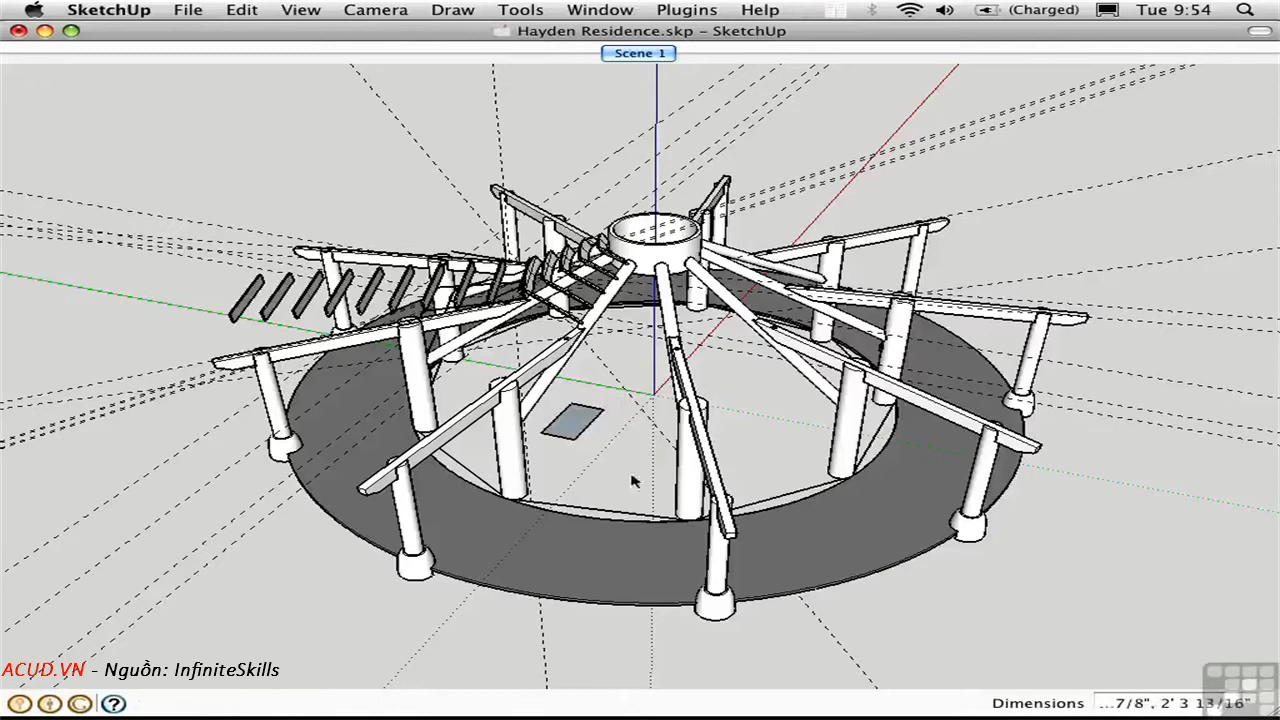 SketchUp File Edit View Camera Draw Tools Window Plugins Help (Charged) Tue 9:54
Hayden Residence.skp – SketchUp
Scene 1
ACUD.VN - Nguồn: InfiniteSkills
? Dimensions ...7/8", 2' 3 13/16"